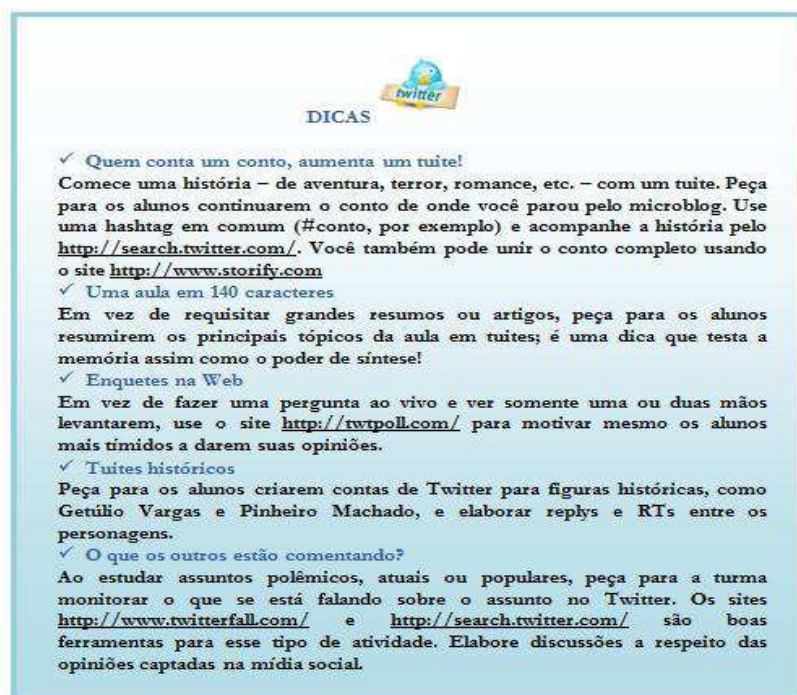 twitter
DICAS
✓ Quem conta um conto, aumenta um tuite!
Comece uma história – de aventura, terror, romance, etc. – com um tuite. Peça
para os alunos continuarem o conto de onde você parou pelo microblog. Use
uma hashtag em comum (#conto, por exemplo) e acompanhe a história pelo
http://search.twitter.com/. Você também pode unir o conto completo usando
o site http://www.storify.com
✓ Uma aula em 140 caracteres
Em vez de requisitar grandes resumos ou artigos, peça para os alunos
resumirem os principais tópicos da aula em tuites; é uma dica que testa a
memória assim como o poder de síntese!
✓ Enquetes na Web
Em vez de fazer uma pergunta ao vivo e ver somente uma ou duas mãos
levantarem, use o site http://twtpoll.com/ para motivar mesmo os alunos
mais tímidos a darem suas opiniões.
✓ Tuites históricos
Peça para os alunos criarem contas de Twitter para figuras históricas, como
Getúlio Vargas e Pinheiro Machado, e elaborar replys e RTs entre os
personagens.
✓ O que os outros estão comentando?
Ao estudar assuntos polêmicos, atuais ou populares, peça para a turma
monitorar o que se está falando sobre o assunto no Twitter. Os sites
http://www.twitterfall.com/ e http://search.twitter.com/ são boas
ferramentas para esse tipo de atividade. Elabore discussões a respeito das
opiniões captadas na mídia social.